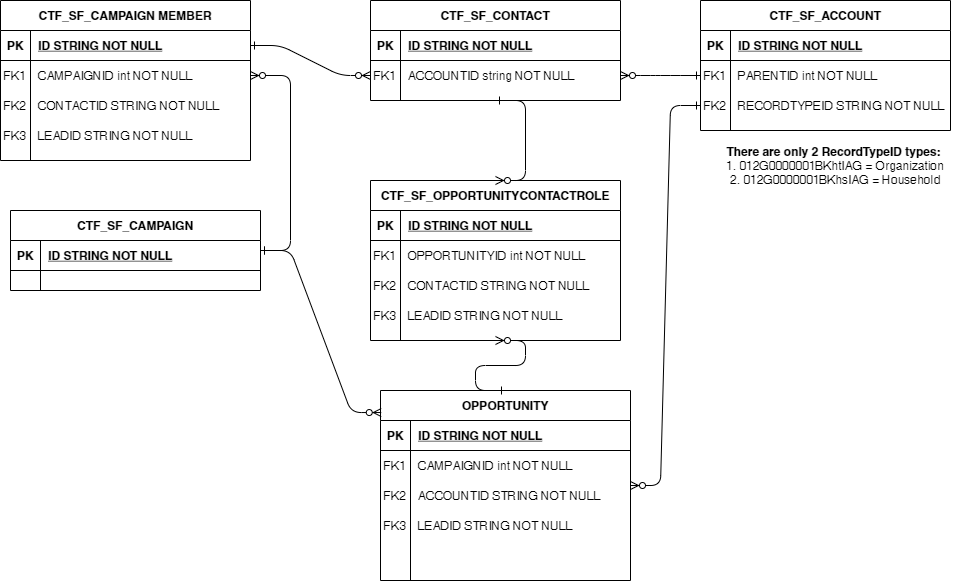 CTF_SF_CAMPAIGN MEMBER
PK ID STRING NOT NULL
FK1 CAMPAIGNID int NOT NULL
FK2 CONTACTID STRING NOT NULL
FK3 LEADID STRING NOT NULL
CTF_SF_CONTACT
PK ID STRING NOT NULL
FK1 ACCOUNTID string NOT NULL
CTF_SF_ACCOUNT
PK ID STRING NOT NULL
FK1 PARENTID int NOT NULL
FK2 RECORDTYPEID STRING NOT NULL
There are only 2 RecordTypeID types:
1. 012G0000001BKhtIAG = Organization
2. 012G0000001BKhsIAG = Household
CTF_SF_CAMPAIGN
PK ID STRING NOT NULL
CTF_SF_OPPORTUNITYCONTACTROLE
PK ID STRING NOT NULL
FK1 OPPORTUNITYID int NOT NULL
FK2 CONTACTID STRING NOT NULL
FK3 LEADID STRING NOT NULL
OPPORTUNITY
PK ID STRING NOT NULL
FK1 CAMPAIGNID int NOT NULL
FK2 ACCOUNTID STRING NOT NULL
FK3 LEADID STRING NOT NULL